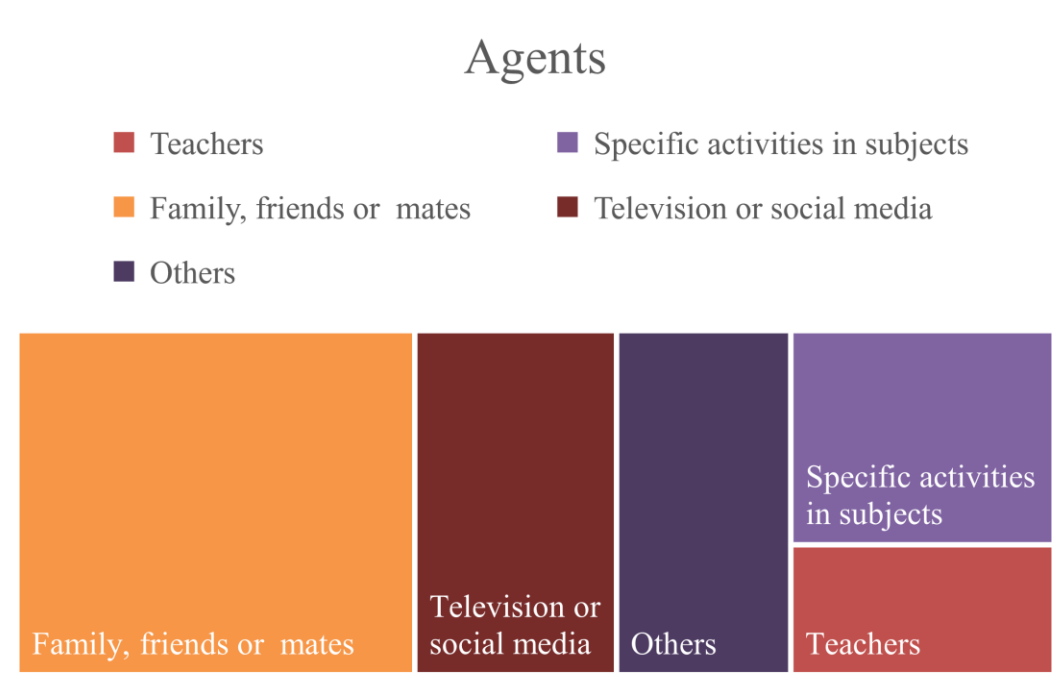 Agents
Teachers
Specific activities in subjects
Family, friends or  mates
Television or social media
Others
Family, friends or  mates
Television or
social media
Others
Specific activities
in subjects
Teachers